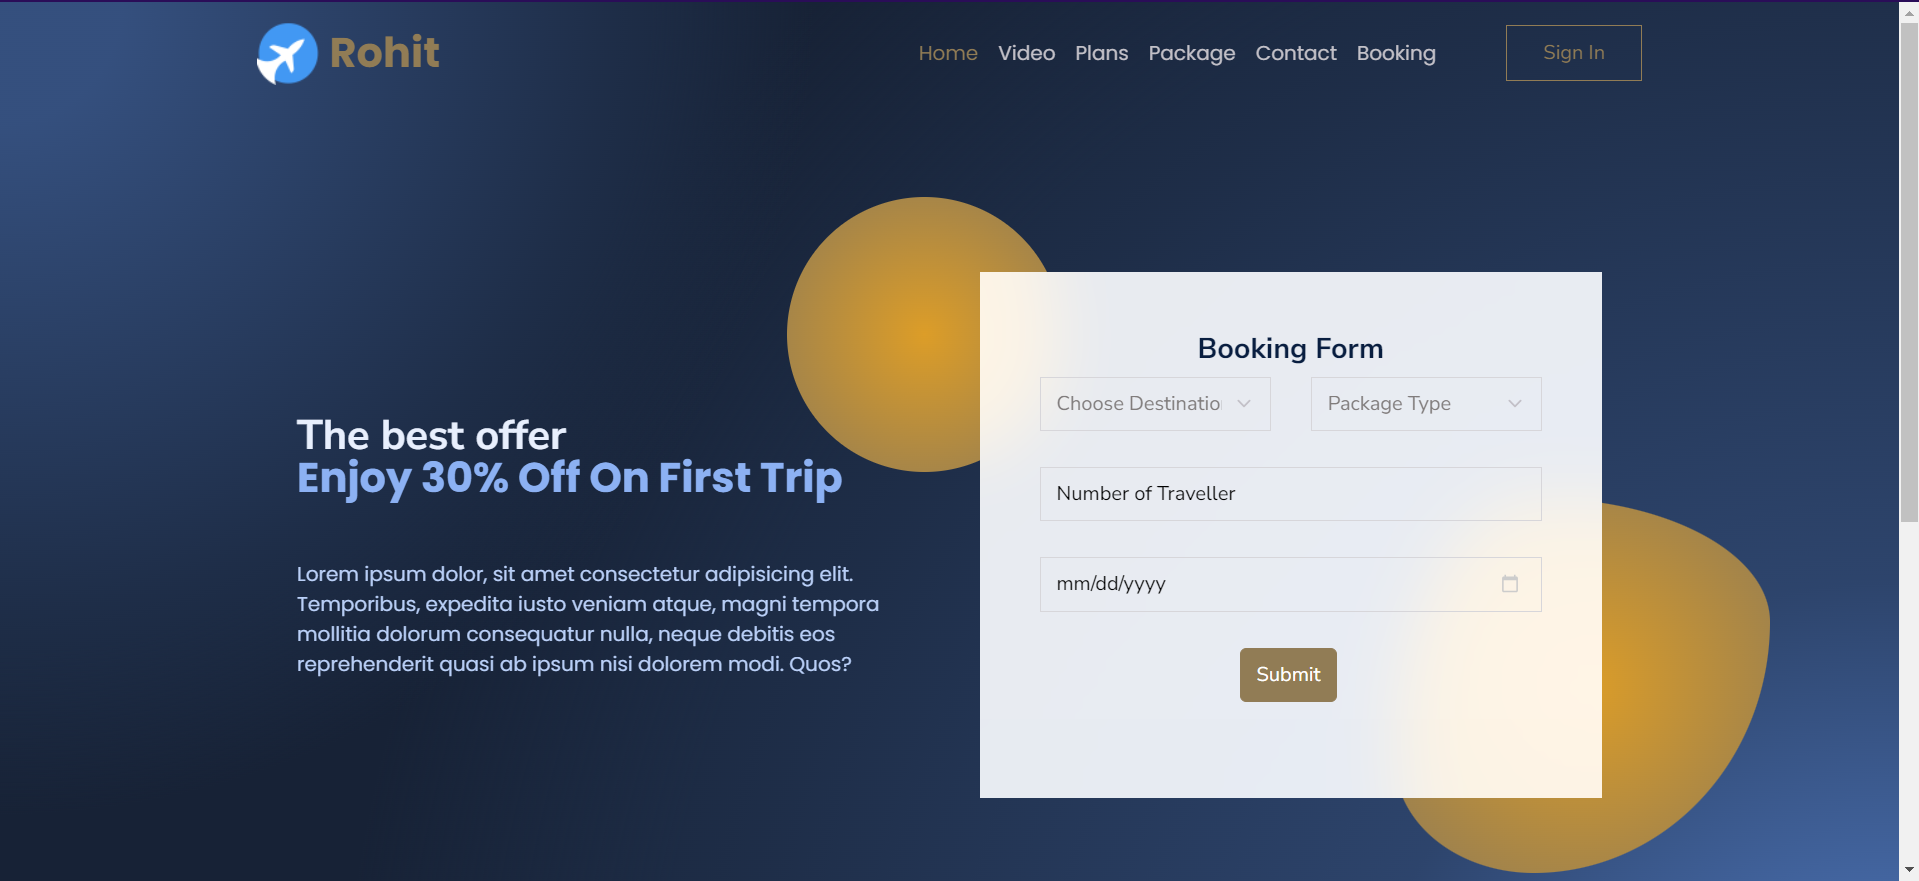 Rohit
Home Video Plans Package Contact Booking
Sign In
The best offer
Enjoy 30% Off On First Trip
Lorem ipsum dolor, sit amet consectetur adipisicing elit.
Temporibus, expedita iusto veniam atque, magni tempora
mollitia dolorum consequatur nulla, neque debitis eos
reprehenderit quasi ab ipsum nisi dolorem modi. Quos?
Booking Form
Choose Destinatio
Package Type
Number of Traveller
mm/dd/yyyy
Submit